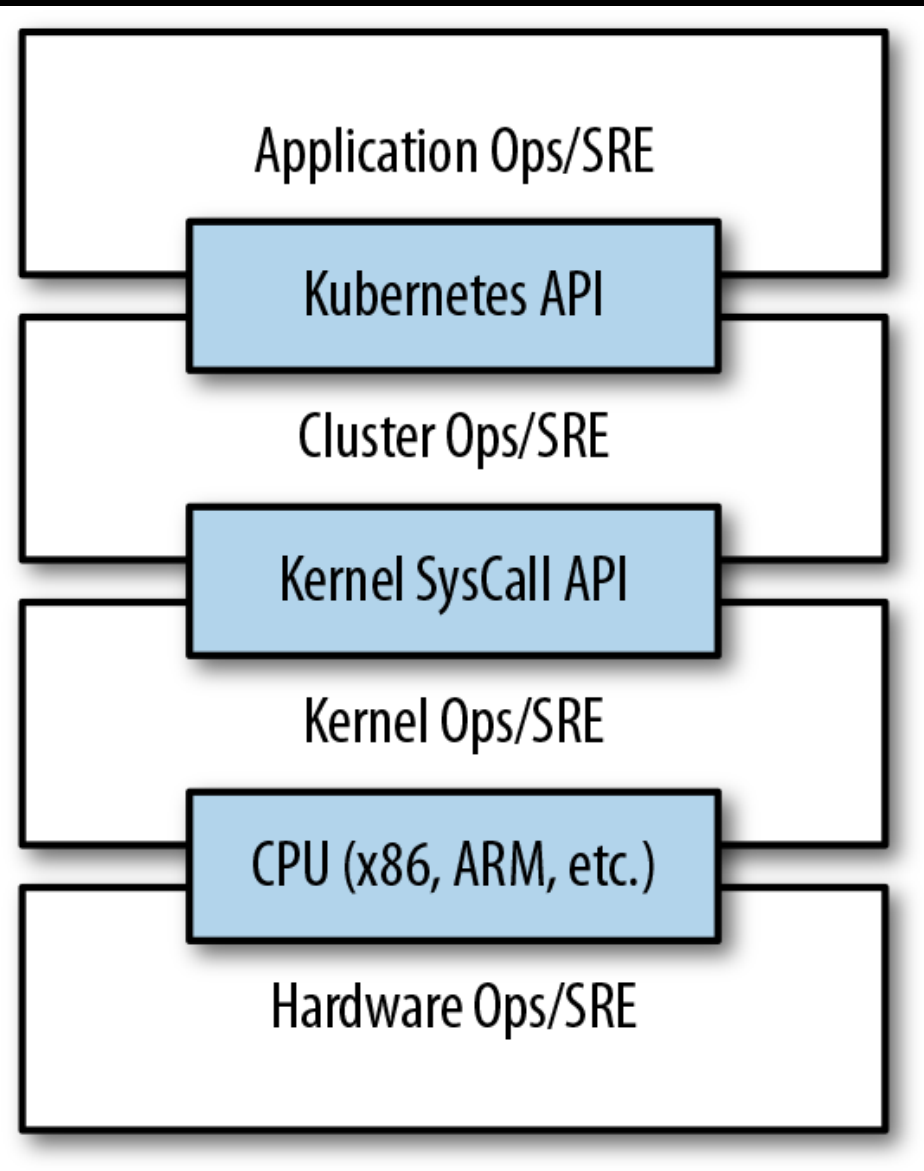 Application Ops/SRE
Kubernetes API
Cluster Ops/SRE
Kernel SysCall API
Kernel Ops/SRE
CPU (x86, ARM, etc.)
Hardware Ops/SRE